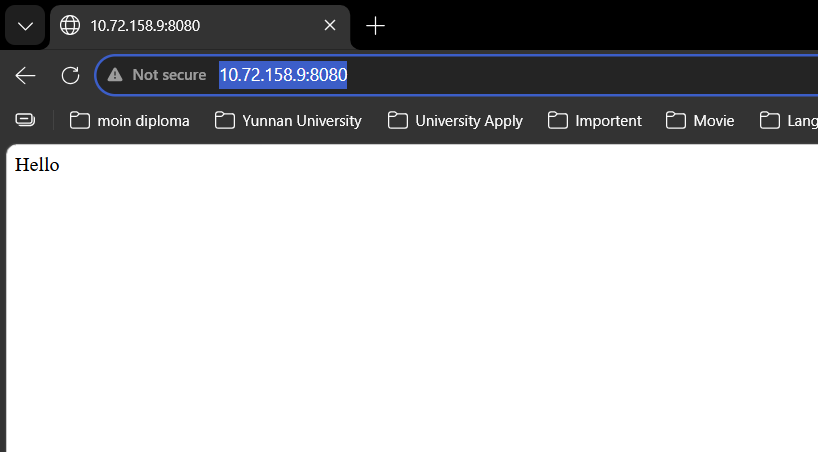 10.72.158.9:8080
Not secure 10.72.158.9:8080
moin diploma Yunnan University University Apply Importent Movie Lang
Hello